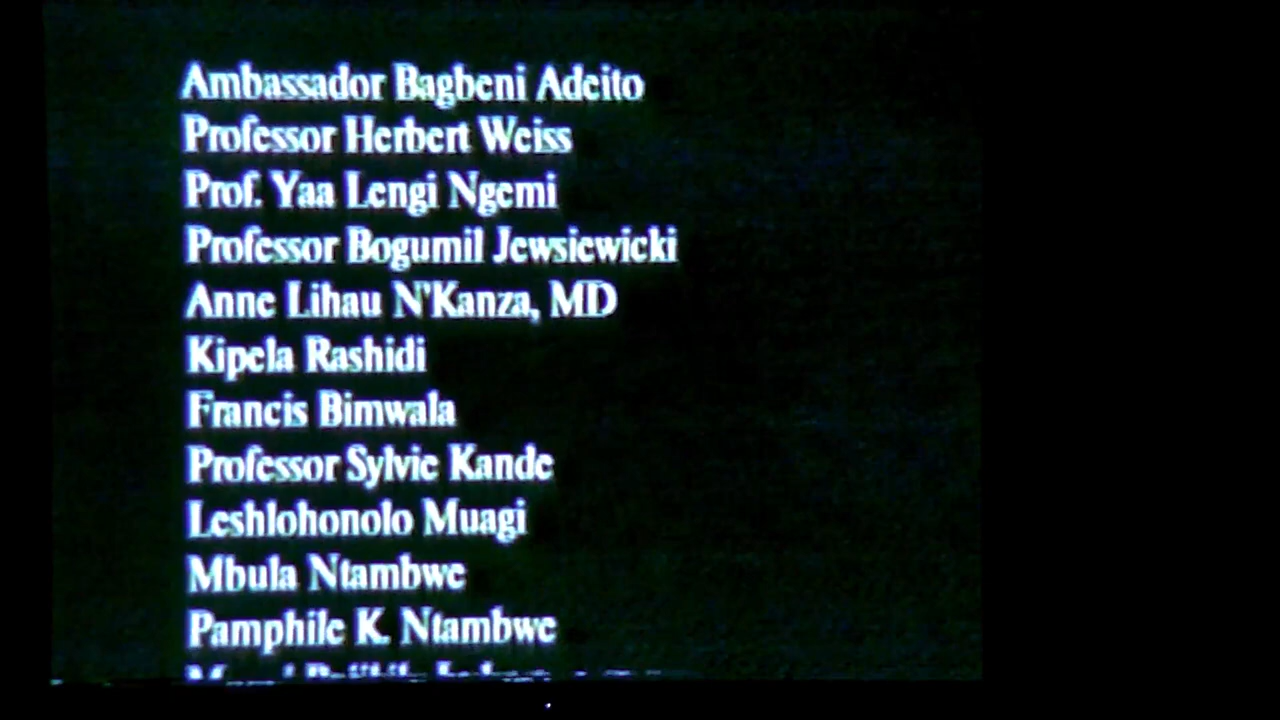 Ambassador Bagbeni Adeito
Professor Herbert Weiss
Prof. Yaa Lengi Ngemi
Professor Bogumil Jewsiewicki
Anne Lihau N'Kanza, MD
Kipela Rashidi
Francis Bimwala
Professor Sylvie Kande
Leshlohonolo Muagi
Mbula Ntambwe
Pamphile K. Ntambwe